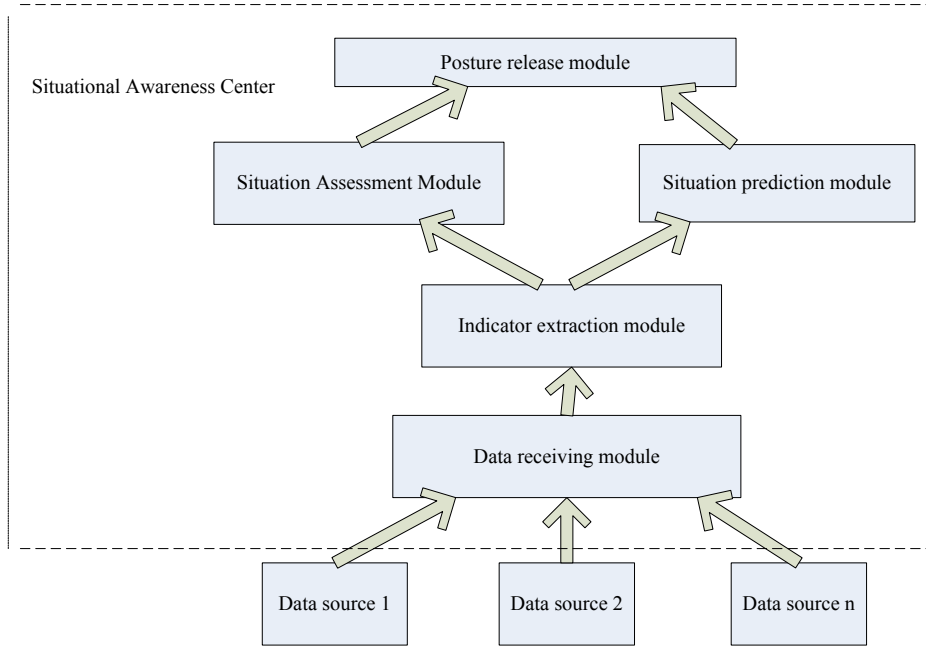 Posture release module
Situational Awareness Center
Situation Assessment Module
Situation prediction module
Indicator extraction module
Data receiving module
Data source 1
Data source 2
Data source n